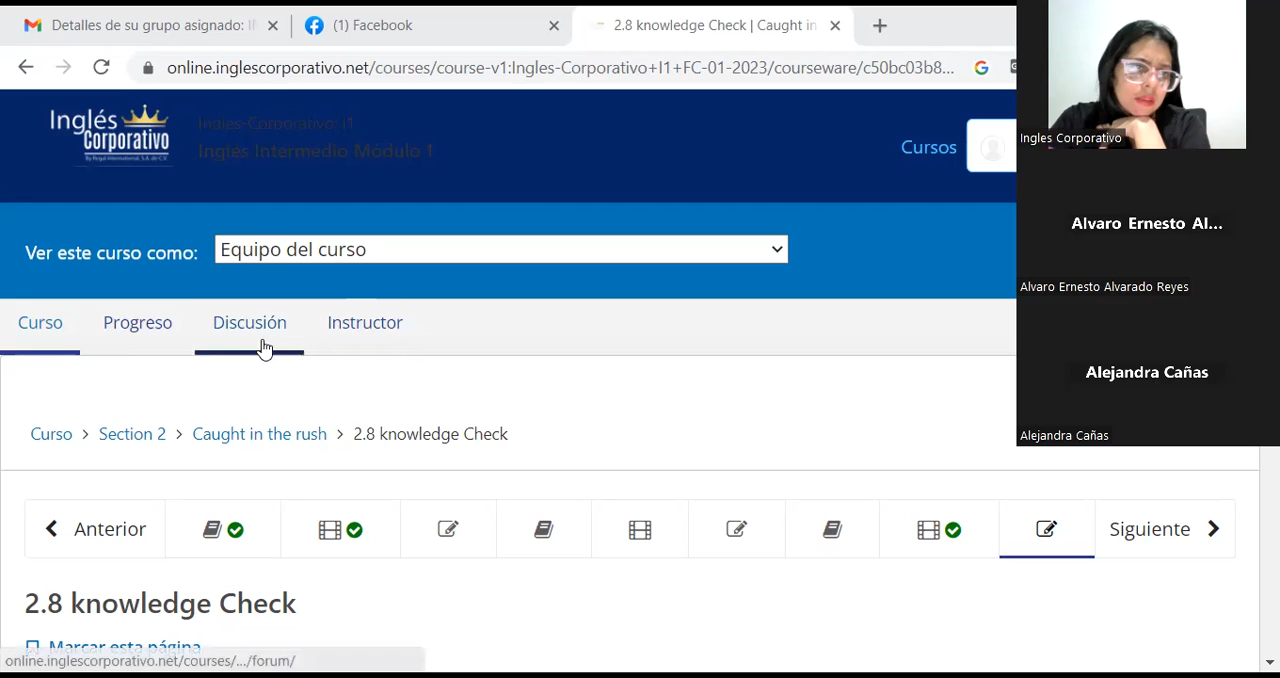 Detalles de su grupo asignado: I
(1) Facebook
2.8 knowledge Check | Caught in
online.inglescorporativo.net/courses/course-v1:Ingles-Corporativo+I1+FC-01-2023/courseware/c50bc03b8...
Inglés
Corporativo
Ingles-Corporativo: I1
Inglés Intermedio Módulo 1
Cursos
Ingles Corporativo
Alvaro Ernesto Al...
Alvaro Ernesto Alvarado Reyes
Alejandra Cañas
Alejandra Cañas
Ver este curso como:
Equipo del curso
Curso
Progreso
Discusión
Instructor
Curso > Section 2 > Caught in the rush > 2.8 knowledge Check
Anterior
Siguiente
2.8 knowledge Check
Marcar esta página
online.inglescorporativo.net/courses/.../forum/